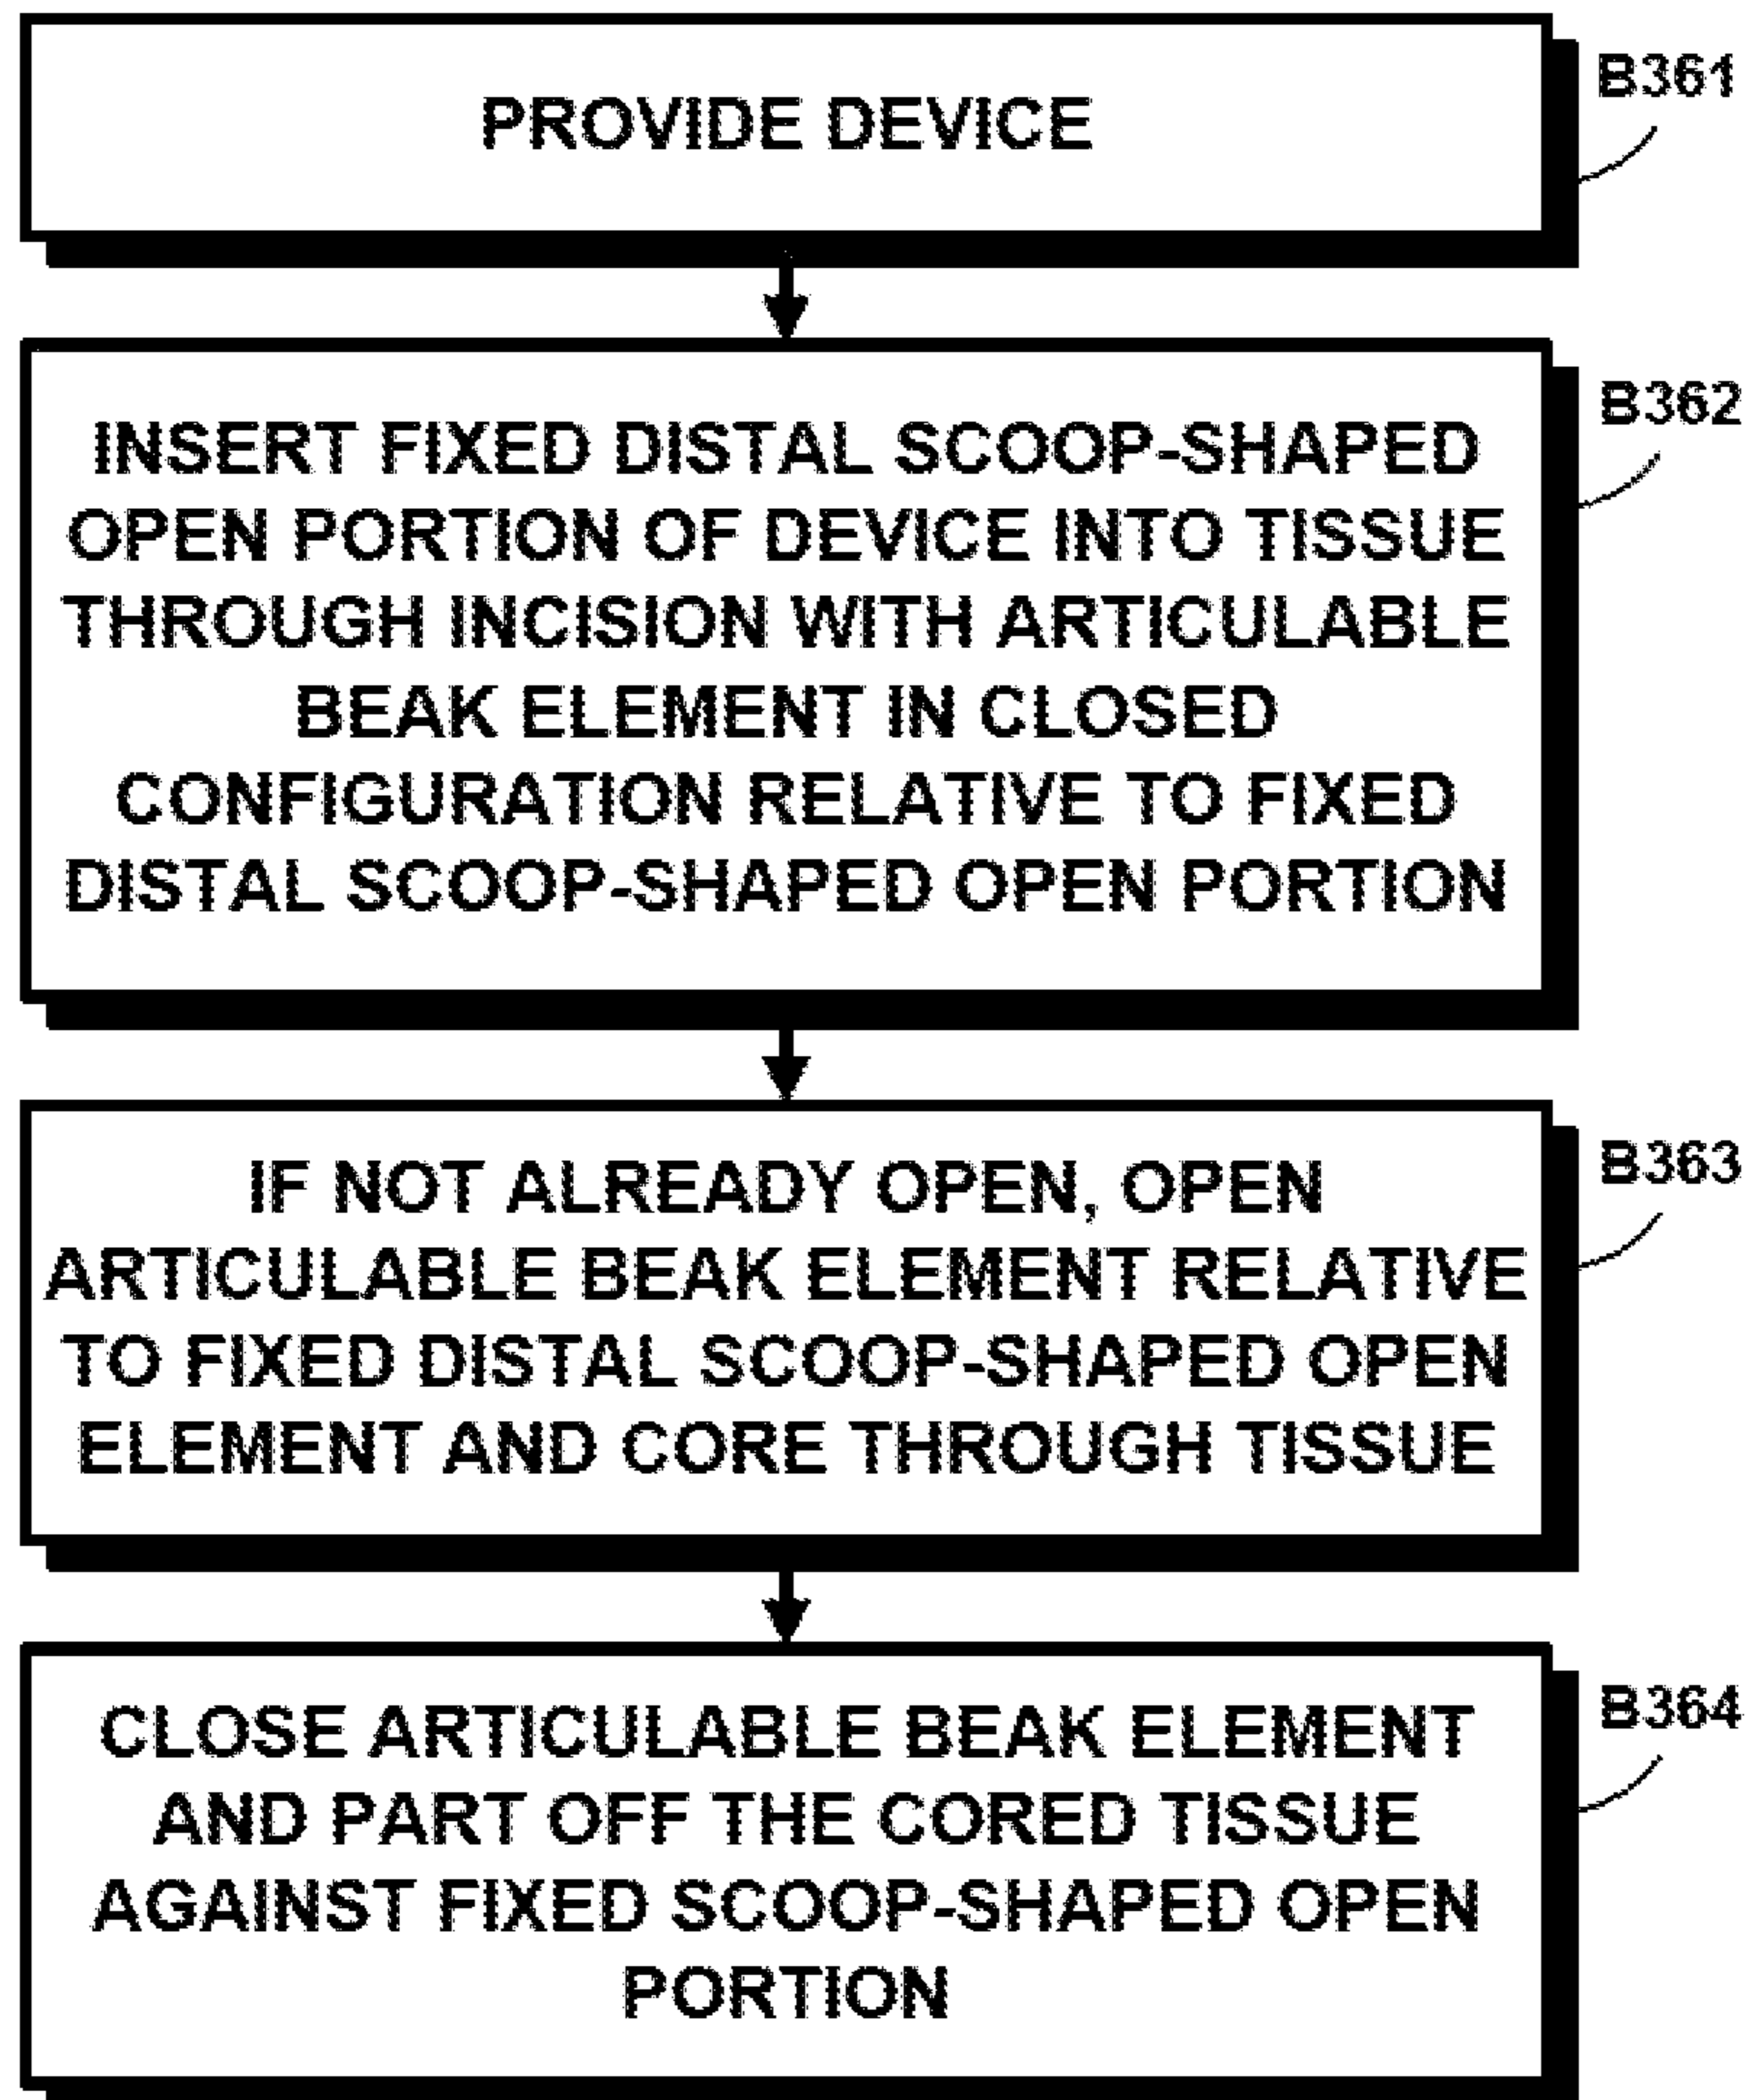 PROVIDE DEVICE
B361
INSERT FIXED DISTAL SCOOP-SHAPED
OPEN PORTION OF DEVICE INTO TISSUE
THROUGH INCISION WITH ARTICULABLE
BEAK ELEMENT IN CLOSED
CONFIGURATION RELATIVE TO FIXED
DISTAL SCOOP-SHAPED OPEN PORTION
B362
IF NOT ALREADY OPEN, OPEN
ARTICULABLE BEAK ELEMENT RELATIVE
TO FIXED DISTAL SCOOP-SHAPED OPEN
ELEMENT AND CORE THROUGH TISSUE
B363
CLOSE ARTICULABLE BEAK ELEMENT
AND PART OFF THE CORED TISSUE
AGAINST FIXED SCOOP-SHAPED OPEN
PORTION
B364